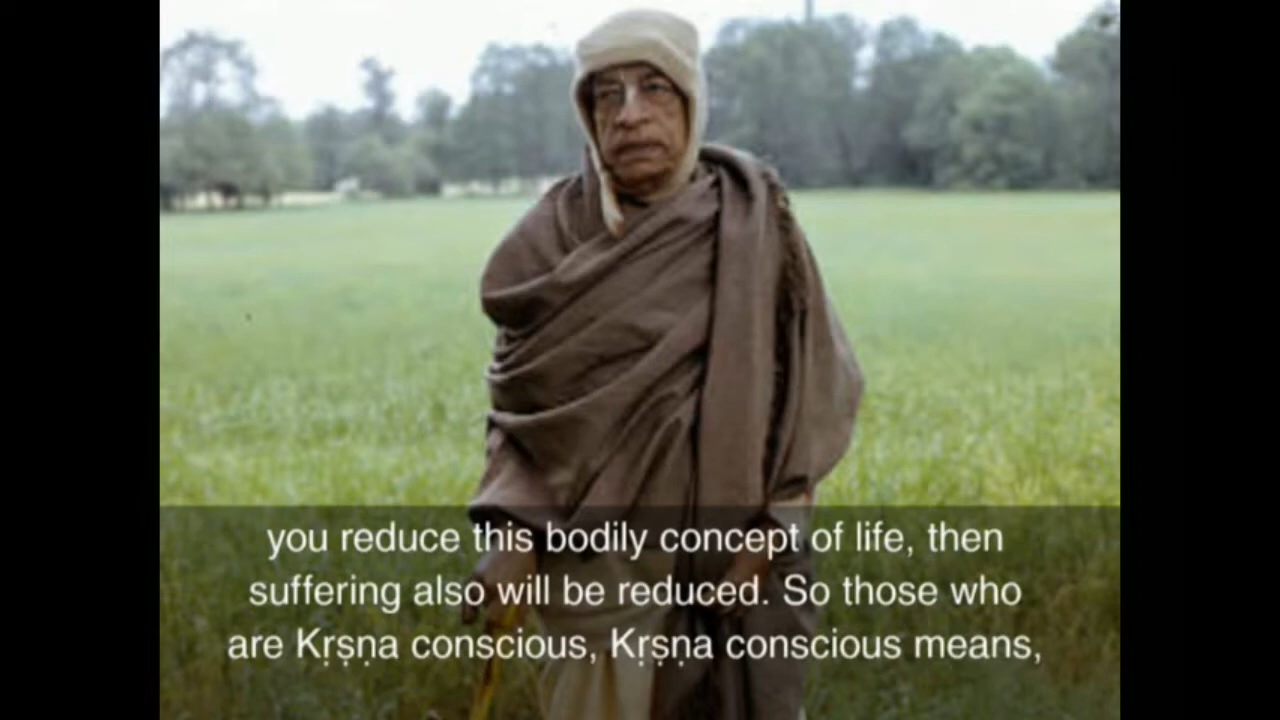 you reduce this bodily concept of life, then
suffering also will be reduced. So those who
are Kṛṣṇa conscious, Kṛṣṇa conscious means,